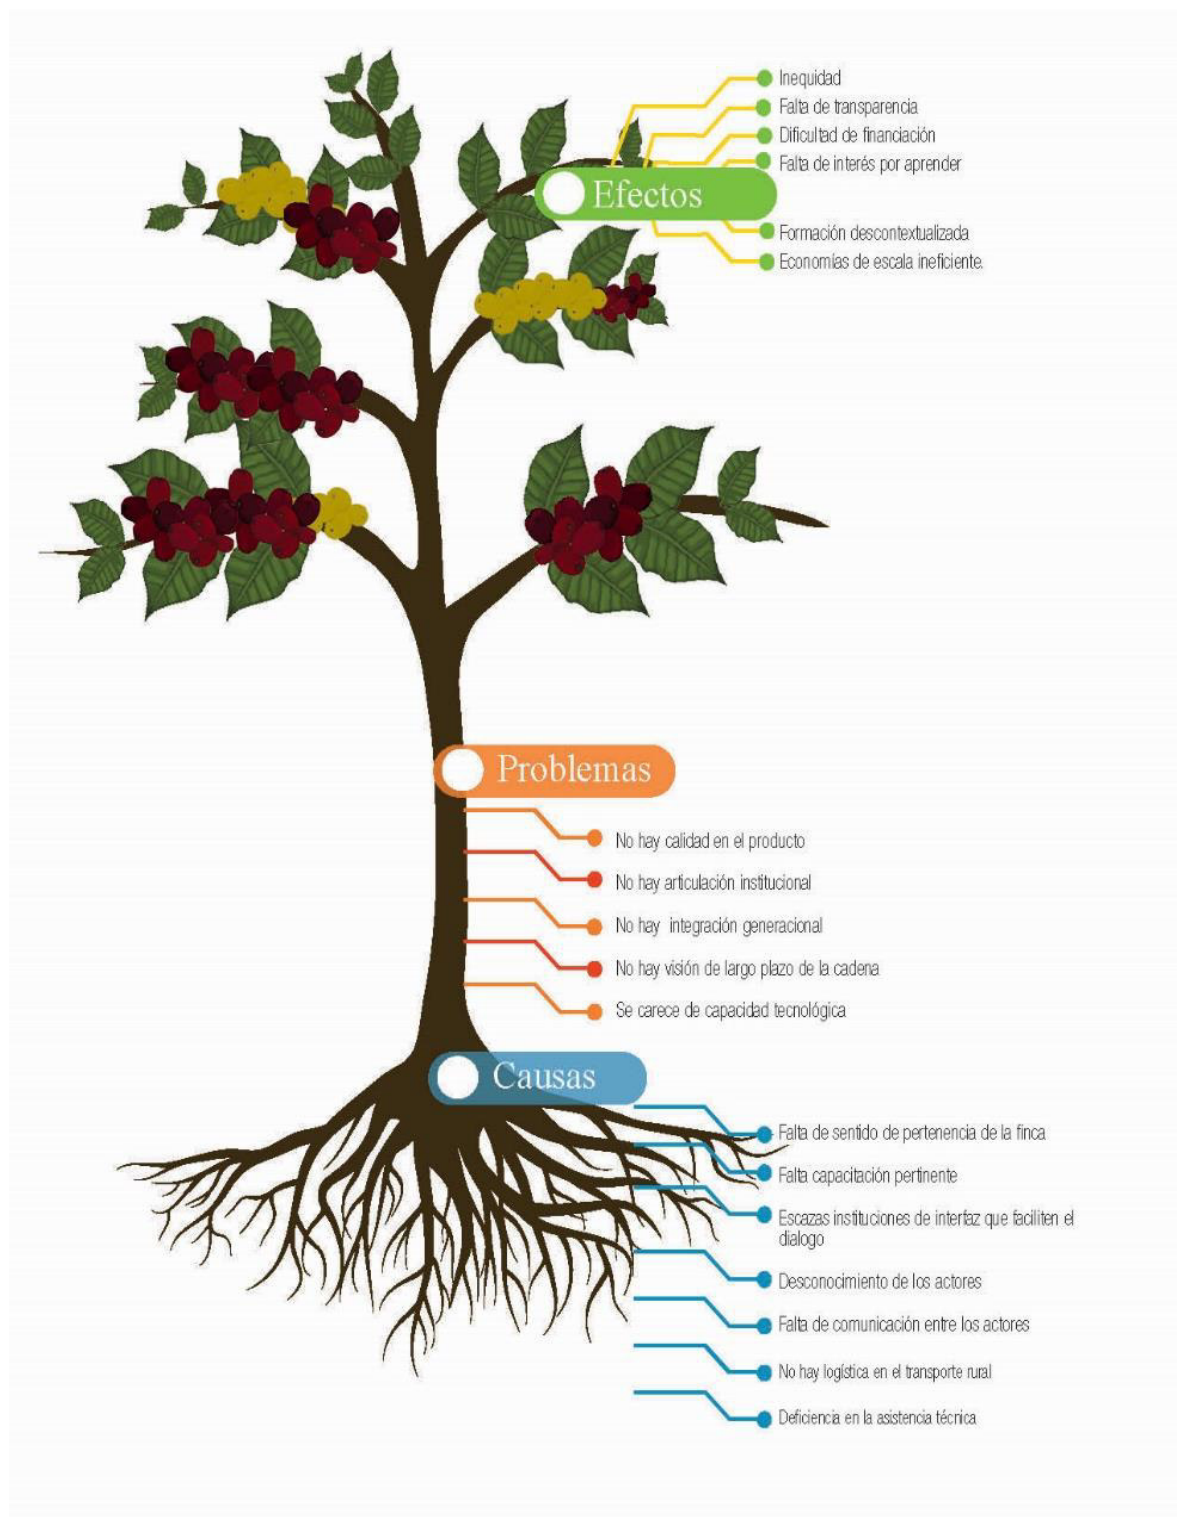 Inequidad
Falta de transparencia
Dificultad de financiación
Falta de interés por aprender
Efectos
Formación descontextualizada
Economías de escala ineficiente.
Problemas
No hay calidad en el producto
No hay articulación institucional
No hay integración generacional
No hay visión de largo plazo de la cadena
Se carece de capacidad tecnológica
Causas
Falta de sentido de pertenencia de la finca
Falta capacitación pertinente
Escazas instituciones de interfaz que faciliten el
dialogo
Desconocimiento de los actores
Falta de comunicación entre los actores
No hay logística en el transporte rural
Deficiencia en la asistencia técnica